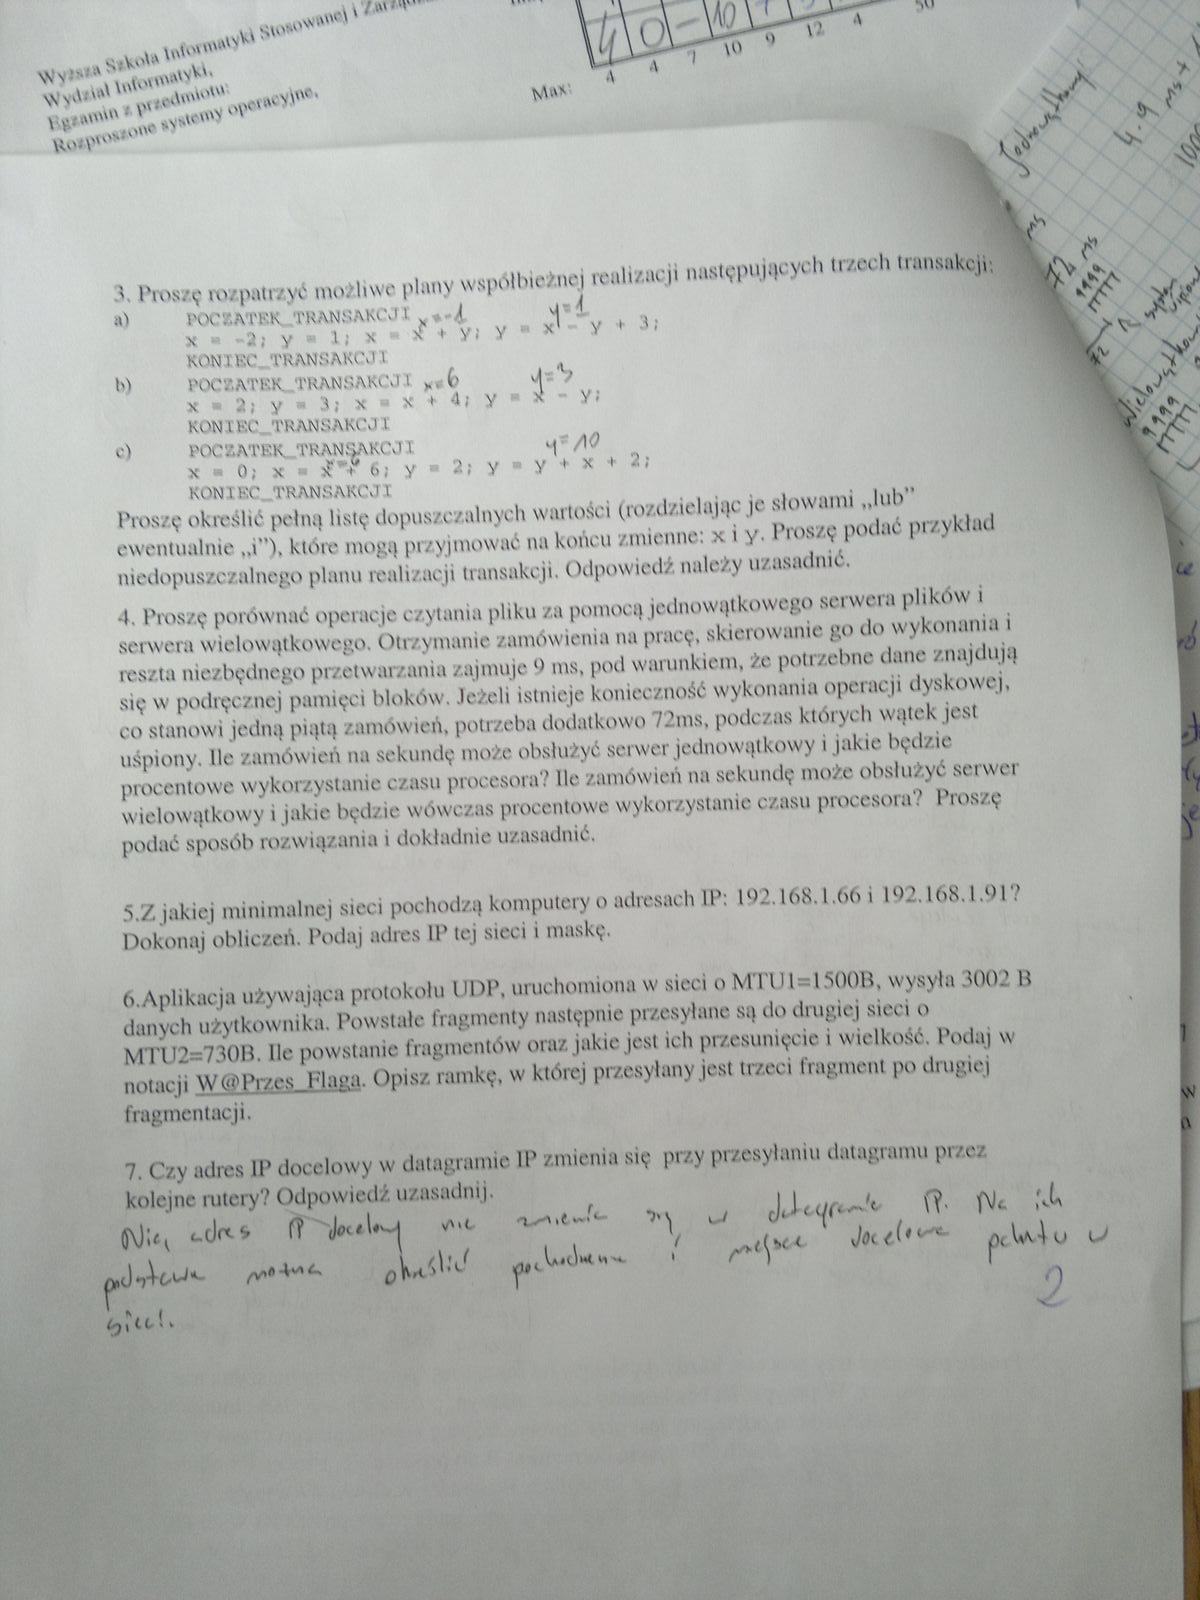 Wyższa Szkoła Informatyki Stosowanej i
Wydział Informatyki,
Egzamin z przedmiotu:
Rozproszone systemy operacyjne,
4 0 - 10
Max: 4 4 7 10 9 12 4 50
3. Proszę rozpatrzyć możliwe plany współbieżnej realizacji następujących trzech transakcji:
a) POCZATEK_TRANSAKCJI x=-1 y=1
x = -2; y = 1; x = x + y; y = x - y + 3;
KONIEC_TRANSAKCJI
b) POCZATEK_TRANSAKCJI x=6 y=3
x = 2; y = 3; x = x + 4; y = x - y;
KONIEC_TRANSAKCJI
c) POCZATEK_TRANSAKCJI y=10
x=6
x = 0; x = x + 6; y = 2; y = y + x + 2;
KONIEC_TRANSAKCJI
Proszę określić pełną listę dopuszczalnych wartości (rozdzielając je słowami „lub”
ewentualnie „i”), które mogą przyjmować na końcu zmienne: x i y. Proszę podać przykład
niedopuszczalnego planu realizacji transakcji. Odpowiedź należy uzasadnić.
4. Proszę porównać operacje czytania pliku za pomocą jednowątkowego serwera plików i
serwera wielowątkowego. Otrzymanie zamówienia na pracę, skierowanie go do wykonania i
reszta niezbędnego przetwarzania zajmuje 9 ms, pod warunkiem, że potrzebne dane znajdują
się w podręcznej pamięci bloków. Jeżeli istnieje konieczność wykonania operacji dyskowej,
co stanowi jedną piątą zamówień, potrzeba dodatkowo 72ms, podczas których wątek jest
uśpiony. Ile zamówień na sekundę może obsłużyć serwer jednowątkowy i jakie będzie
procentowe wykorzystanie czasu procesora? Ile zamówień na sekundę może obsłużyć serwer
wielowątkowy i jakie będzie wówczas procentowe wykorzystanie czasu procesora? Proszę
podać sposób rozwiązania i dokładnie uzasadnić.
5.Z jakiej minimalnej sieci pochodzą komputery o adresach IP: 192.168.1.66 i 192.168.1.91?
Dokonaj obliczeń. Podaj adres IP tej sieci i maskę.
6.Aplikacja używająca protokołu UDP, uruchomiona w sieci o MTU1=1500B, wysyła 3002 B
danych użytkownika. Powstałe fragmenty następnie przesyłane są do drugiej sieci o
MTU2=730B. Ile powstanie fragmentów oraz jakie jest ich przesunięcie i wielkość. Podaj w
notacji W@Przes_Flaga. Opisz ramkę, w której przesyłany jest trzeci fragment po drugiej
fragmentacji.
7. Czy adres IP docelowy w datagramie IP zmienia się przy przesyłaniu datagramu przez
kolejne rutery? Odpowiedź uzasadnij.
Nie, adres IP docelowy nie zmienia się w datagramie IP. Na ich
podstawie można określić pochodzenie i miejsce docelowe pakietu w
sieci.
2
Jednowątkowy
4·9 ms +
72 ms
9999
Wielowątkow
9999